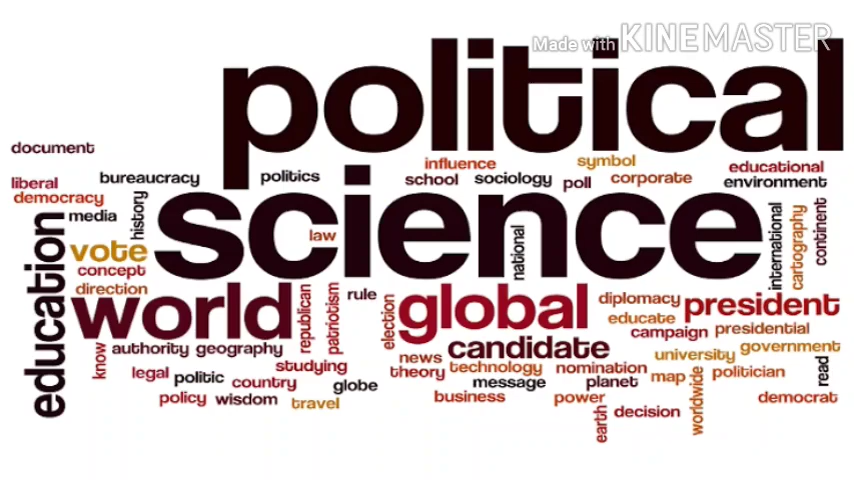 Made with KINEMASTER
political
science
document
influence
symbol
educational
liberal
bureaucracy
politics
school
sociology
poll
corporate
environment
democracy
media
history
education
vote
law
national
international
cartography
continent
concept
direction
world
republican
patriotism
rule
election
global
diplomacy
president
educate
campaign
presidential
know
authority
geography
news
candidate
university
government
studying
theory
technology
nomination
map
politician
read
legal
politic
country
globe
message
planet
worldwide
policy
wisdom
travel
business
power
earth
decision
democrat